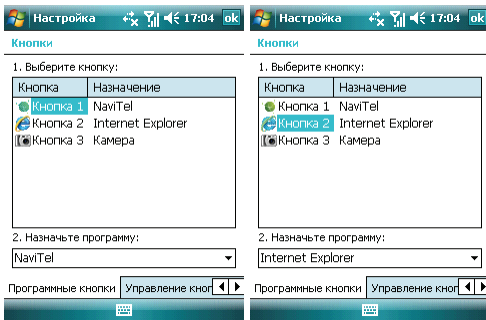 Настройка 17:04 ok
Кнопки
1. Выберите кнопку:
Кнопка Назначение
Кнопка 1 NaviTel
Кнопка 2 Internet Explorer
Кнопка 3 Камера
2. Назначьте программу:
NaviTel
Программные кнопки Управление кноп
Настройка 17:04 ok
Кнопки
1. Выберите кнопку:
Кнопка Назначение
Кнопка 1 NaviTel
Кнопка 2 Internet Explorer
Кнопка 3 Камера
2. Назначьте программу:
Internet Explorer
Программные кнопки Управление кноп